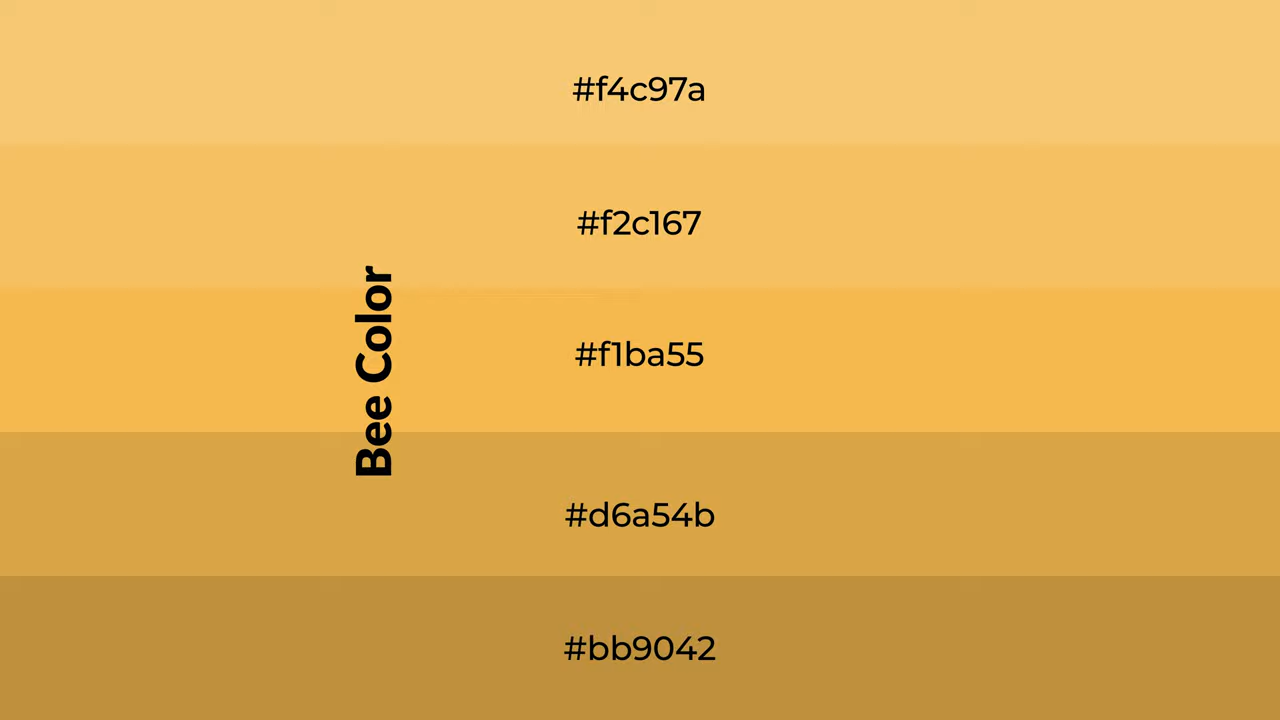 #f4c97a
#f2c167
Bee Color
#f1ba55
#d6a54b
#bb9042